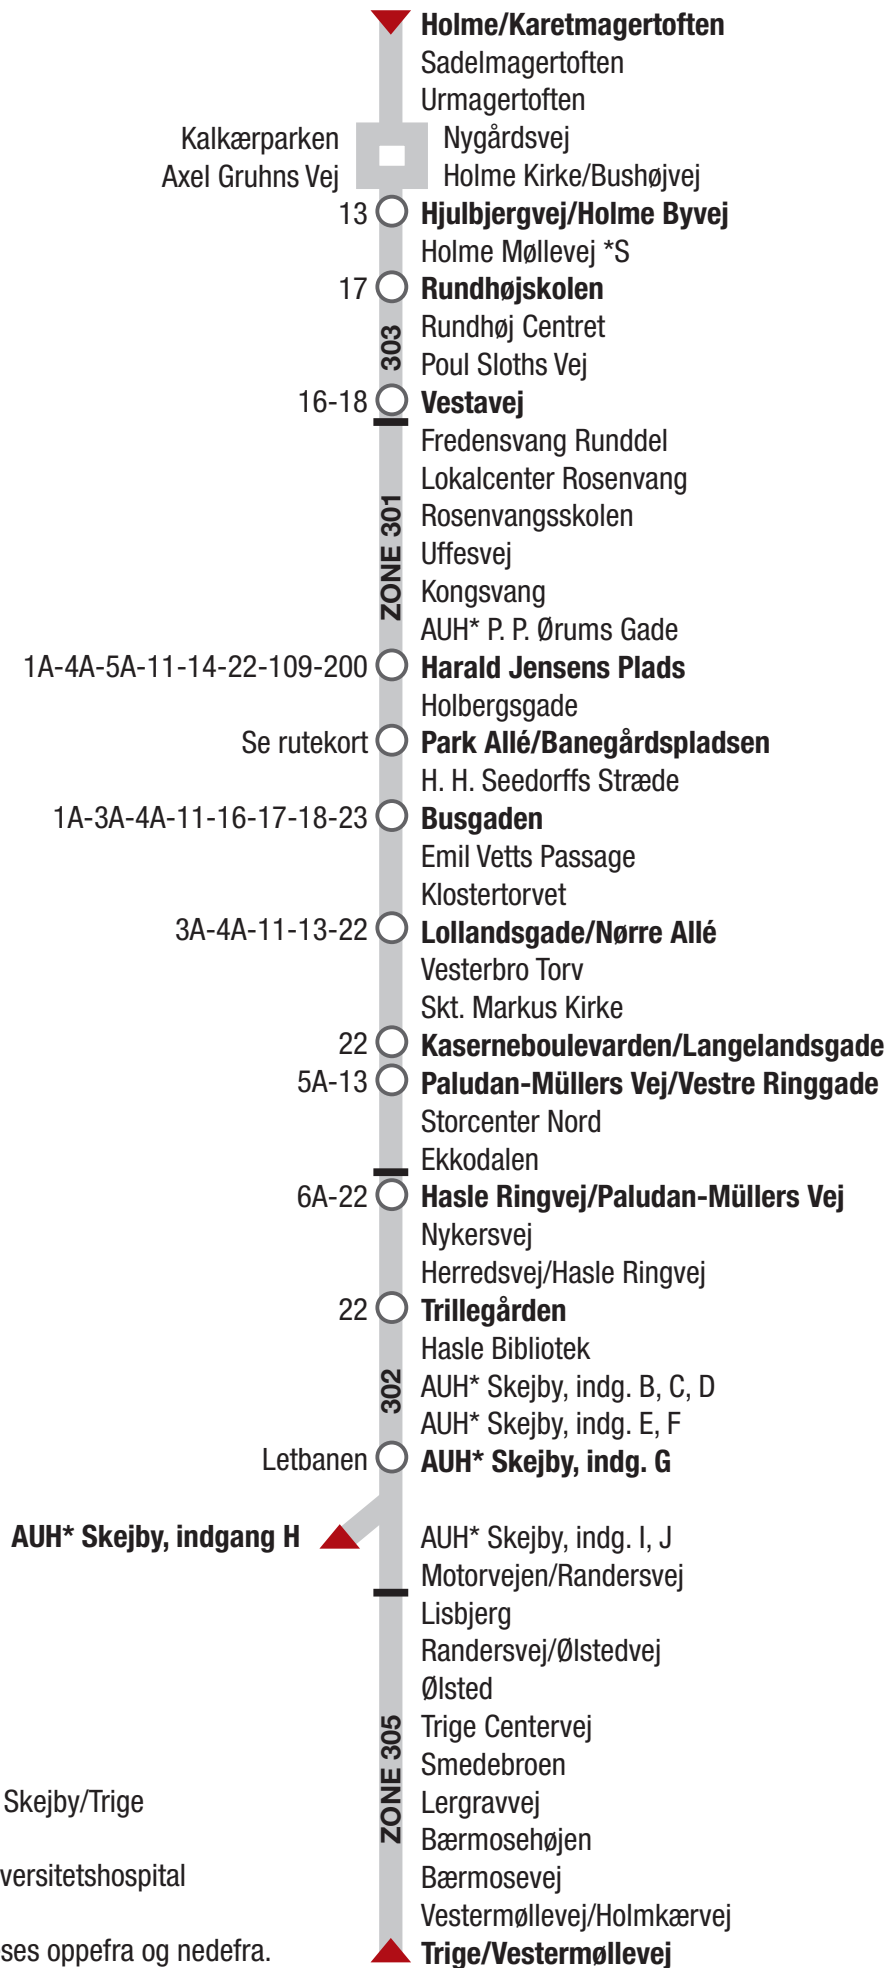 Holme/Karetmagertoften
Sadelmagertoften
Urmagertoften
Kalkærparken Nygårdsvej
Axel Gruhns Vej Holme Kirke/Bushøjvej
13 Hjulbjergvej/Holme Byvej
Holme Møllevej *S
17 Rundhøjskolen
Rundhøj Centret
303
Poul Sloths Vej
16-18 Vestavej
Fredensvang Runddel
Lokalcenter Rosenvang
Rosenvangsskolen
ZONE 301
Uffesvej
Kongsvang
AUH* P. P. Ørums Gade
1A-4A-5A-11-14-22-109-200 Harald Jensens Plads
Holbergsgade
Se rutekort Park Allé/Banegårdspladsen
H. H. Seedorffs Stræde
1A-3A-4A-11-16-17-18-23 Busgaden
Emil Vetts Passage
Klostertorvet
3A-4A-11-13-22 Lollandsgade/Nørre Allé
Vesterbro Torv
Skt. Markus Kirke
22 Kaserneboulevarden/Langelandsgade
5A-13 Paludan-Müllers Vej/Vestre Ringgade
Storcenter Nord
Ekkodalen
6A-22 Hasle Ringvej/Paludan-Müllers Vej
Nykersvej
Herredsvej/Hasle Ringvej
22 Trillegården
Hasle Bibliotek
302
AUH* Skejby, indg. B, C, D
AUH* Skejby, indg. E, F
Letbanen AUH* Skejby, indg. G
AUH* Skejby, indgang H AUH* Skejby, indg. I, J
Motorvejen/Randersvej
Lisbjerg
Randersvej/Ølstedvej
Ølsted
Trige Centervej
ZONE 305
Smedebroen
Skejby/Trige Lergravvej
Bærmosehøjen
versitetshospital Bærmosevej
Vestermøllevej/Holmkærvej
ses oppefra og nedefra. Trige/Vestermøllevej